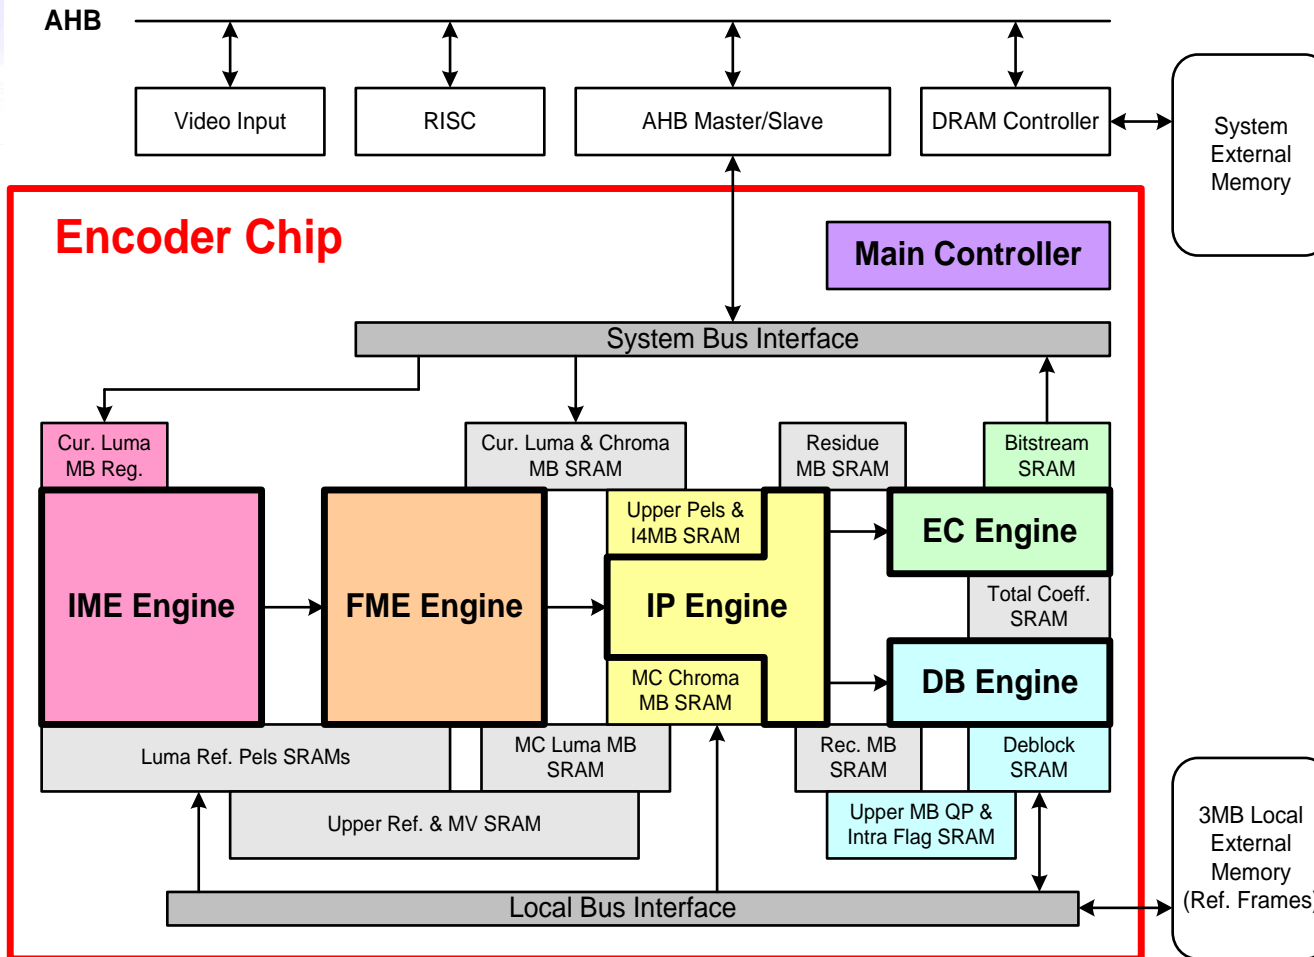 AHB
Video Input
RISC
AHB Master/Slave
DRAM Controller
System
External
Memory
Encoder Chip
Main Controller
System Bus Interface
Cur. Luma
MB Reg.
Cur. Luma & Chroma
MB SRAM
Residue
MB SRAM
Bitstream
SRAM
Upper Pels &
I4MB SRAM
EC Engine
IME Engine
FME Engine
IP Engine
Total Coeff.
SRAM
MC Chroma
MB SRAM
DB Engine
Luma Ref. Pels SRAMs
MC Luma MB
SRAM
Rec. MB
SRAM
Deblock
SRAM
Upper Ref. & MV SRAM
Upper MB QP &
Intra Flag SRAM
3MB Local
External
Memory
(Ref. Frames)
Local Bus Interface